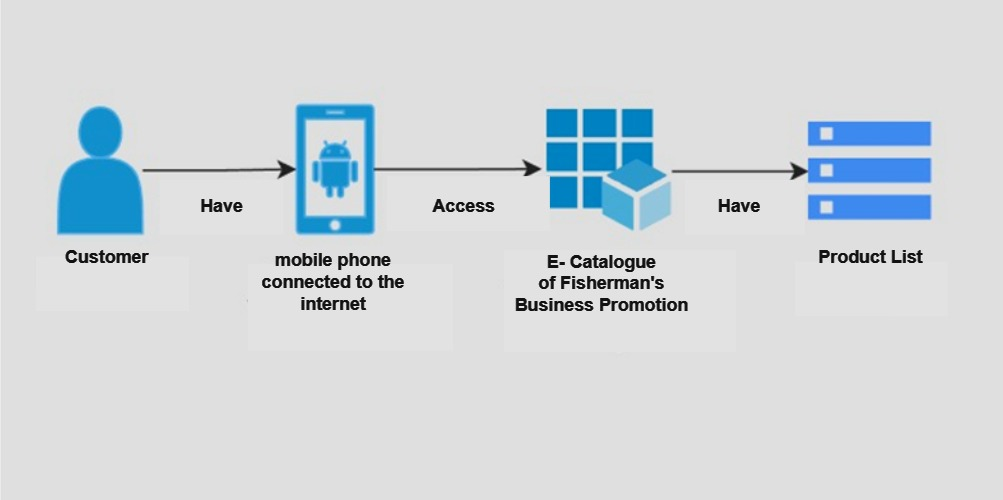 Have
Access
Have
Customer
mobile phone
connected to the
internet
E- Catalogue
of Fisherman's
Business Promotion
Product List